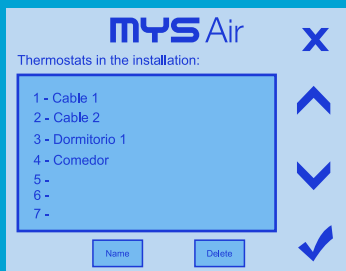 MYS Air
Thermostats in the installation:
1 - Cable 1
2 - Cable 2
3 - Dormitorio 1
4 - Comedor
5 -
6 -
7 -
Name Delete